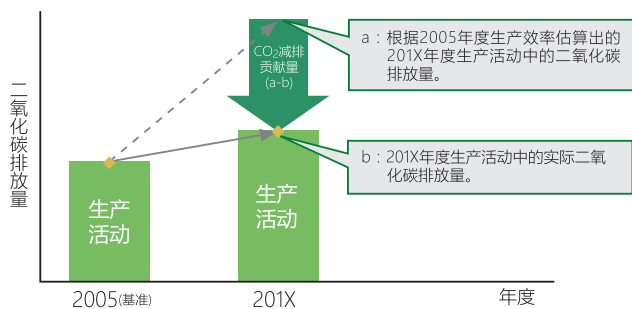 二氧化碳排放量
CO₂减排
贡献量
(a-b)
a：根据2005年度生产效率估算出的
201X年度生产活动中的二氧化碳
排放量。
b：201X年度生产活动中的实际二氧
化碳排放量。
生产
活动
生产
活动
2005(基准)
201X
年度